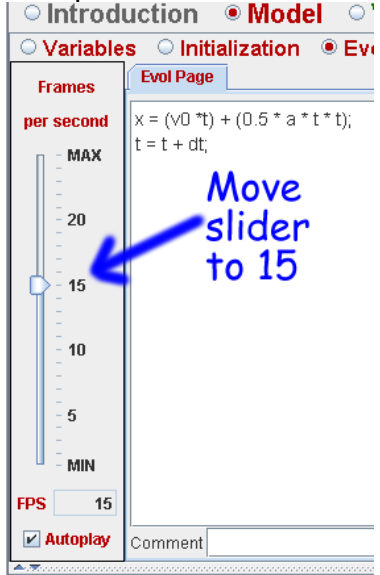 Introduction Model
Variables Initialization Evo
Frames
per second
Evol Page
x = (v0 *t) + (0.5 * a * t * t);
t = t + dt;
MAX
20
15
10
5
MIN
Move
slider
to 15
FPS 15
Autoplay
Comment